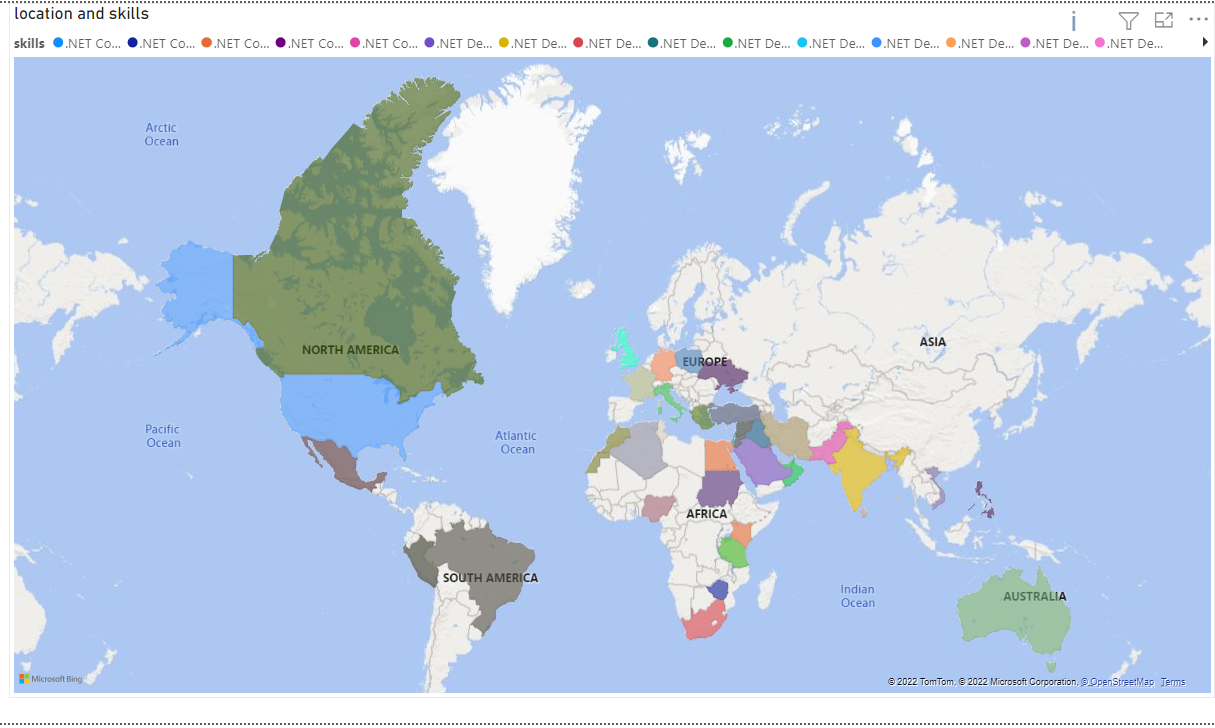 location and skills
skills .NET Co... .NET Co... .NET Co... .NET Co... .NET Co... .NET De... .NET De... .NET De... .NET De... .NET De... .NET De... .NET De... .NET De... .NET De... .NET De...
Arctic
Ocean
NORTH AMERICA
EUROPE
ASIA
Pacific
Ocean
Atlantic
Ocean
AFRICA
SOUTH AMERICA
Indian
Ocean
AUSTRALIA
Microsoft Bing
© 2022 TomTom, © 2022 Microsoft Corporation, © OpenStreetMap Terms